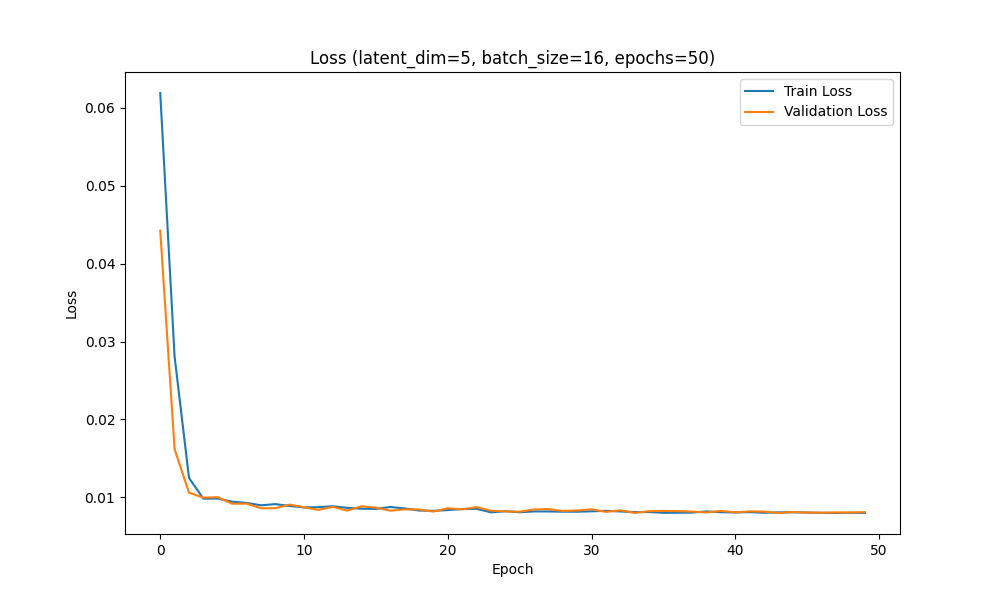 Loss (latent_dim=5, batch_size=16, epochs=50)
Train Loss
Validation Loss
0.06
0.05
0.04
0.03
0.02
0.01
Loss
0
10
20
30
40
50
Epoch